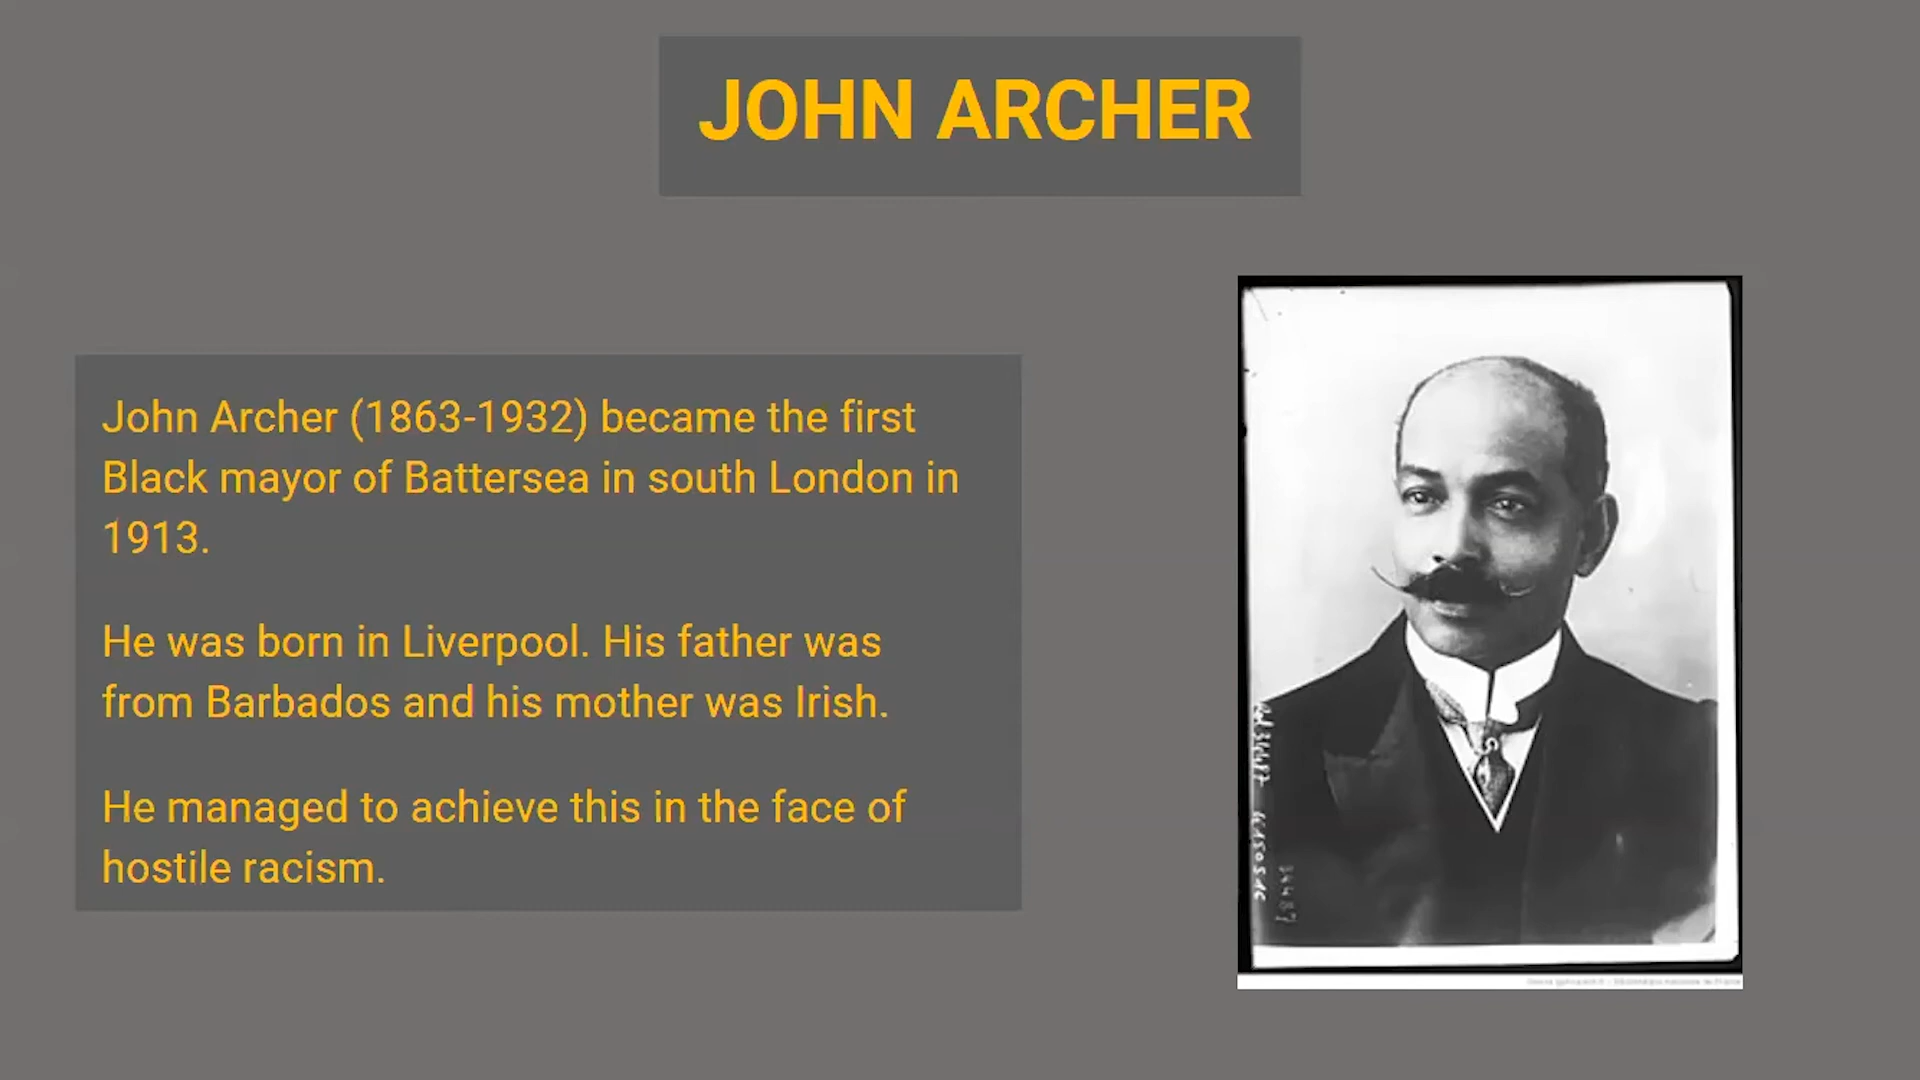 JOHN ARCHER
John Archer (1863-1932) became the first
Black mayor of Battersea in south London in
1913.
He was born in Liverpool. His father was
from Barbados and his mother was Irish.
He managed to achieve this in the face of
hostile racism.
34487